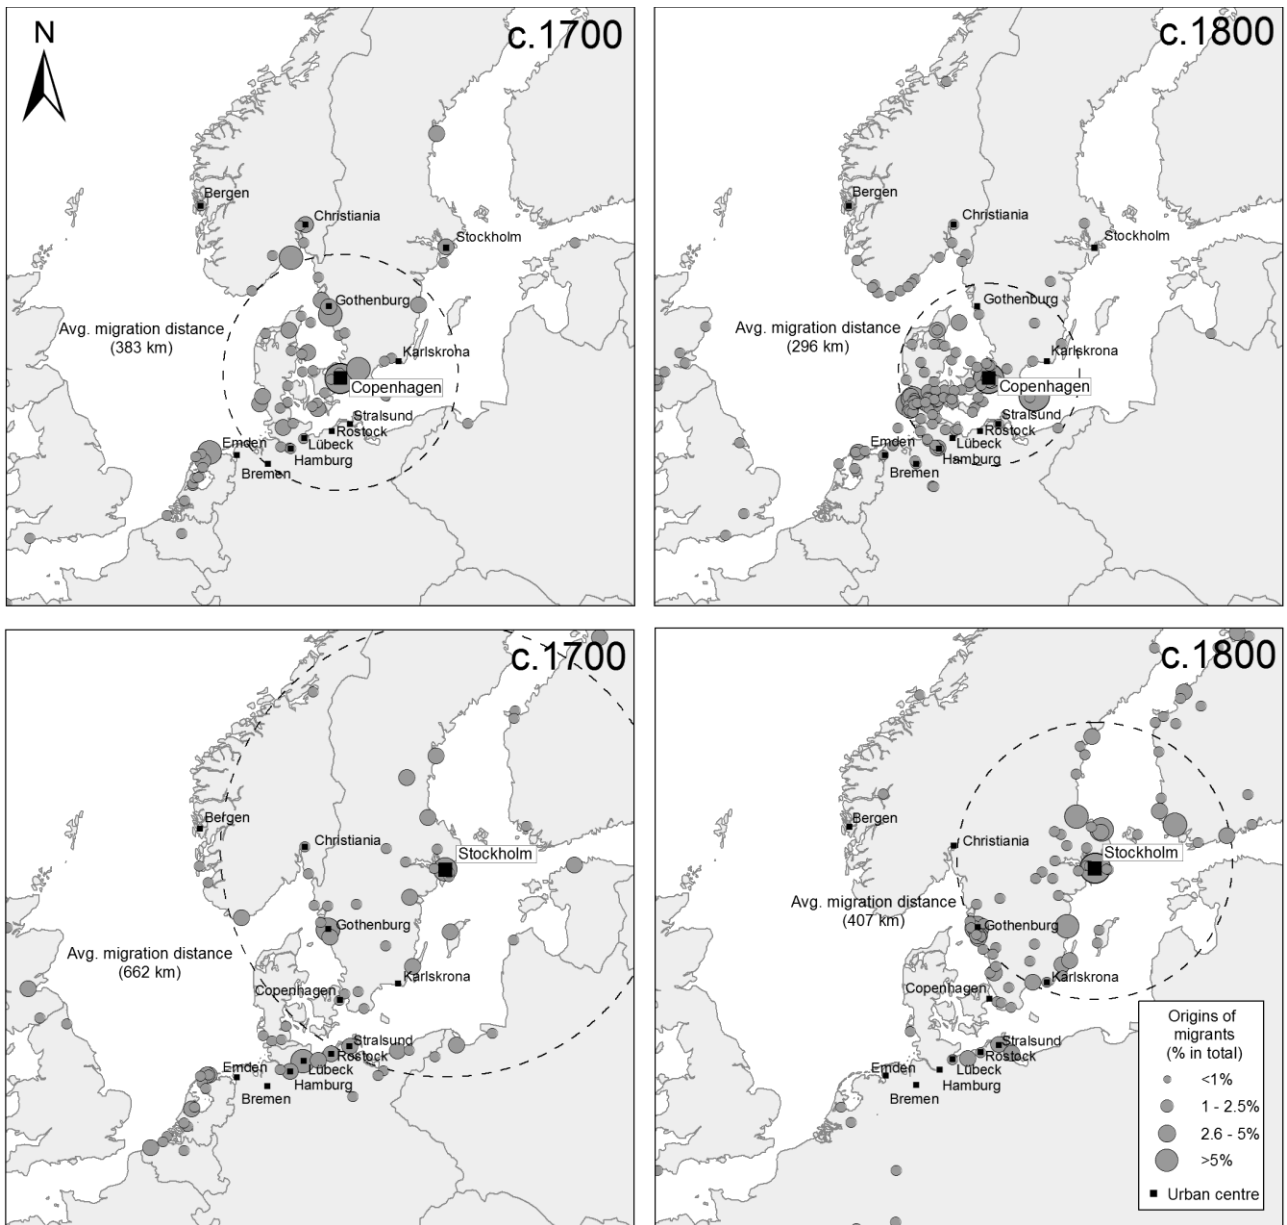 N
c.1700
Bergen
Christiania
Stockholm
Gothenburg
Avg. migration distance
(383 km)
Karlskrona
Copenhagen
Stralsund
Rostock
Emden
Lübeck
Hamburg
Bremen
c.1800
Bergen
Christiania
Stockholm
Gothenburg
Avg. migration distance
(296 km)
Karlskrona
Copenhagen
Stralsund
Rostock
Emden
Lübeck
Hamburg
Bremen
c.1700
Bergen
Christiania
Stockholm
Gothenburg
Avg. migration distance
(662 km)
Karlskrona
Copenhagen
Stralsund
Rostock
Emden
Lübeck
Hamburg
Bremen
c.1800
Bergen
Christiania
Stockholm
Avg. migration distance
(407 km)
Gothenburg
Karlskrona
Copenhagen
Stralsund
Rostock
Emden
Lübeck
Hamburg
Bremen
Origins of
migrants
(% in total)
<1%
1 - 2.5%
2.6 - 5%
>5%
Urban centre